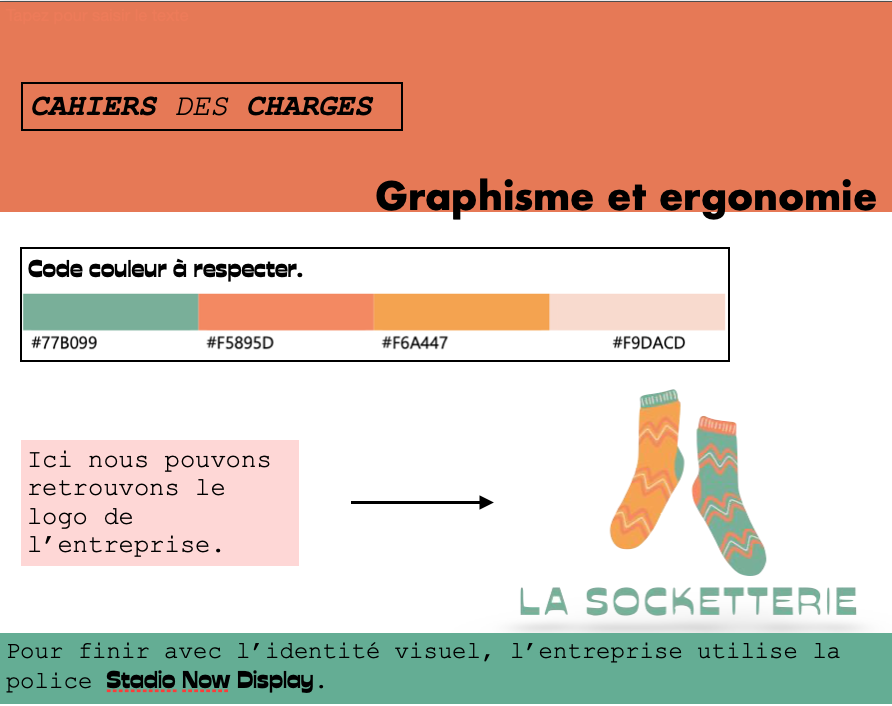 CAHIERS DES CHARGES
Graphisme et ergonomie
Code couleur à respecter.
#77B099 #F5895D #F6A447 #F9DACD
Ici nous pouvons
retrouvons le
logo de
l’entreprise.
LA SOCKETTERIE
Pour finir avec l’identité visuel, l’entreprise utilise la
police Stadio Now Display.